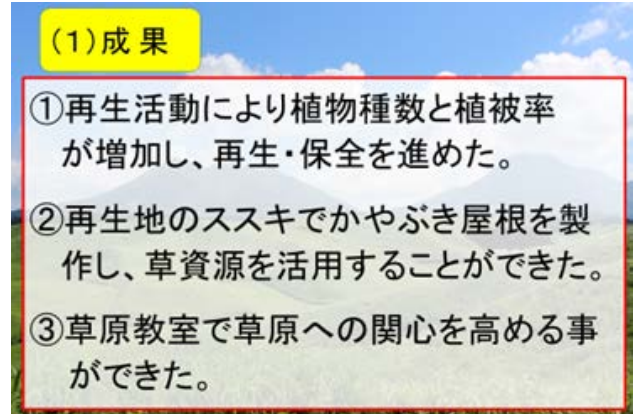 （1）成 果
①再生活動により植物種数と植被率
が増加し、再生・保全を進めた。
②再生地のススキでかやぶき屋根を製
作し、草資源を活用することができた。
③草原教室で草原への関心を高める事
ができた。